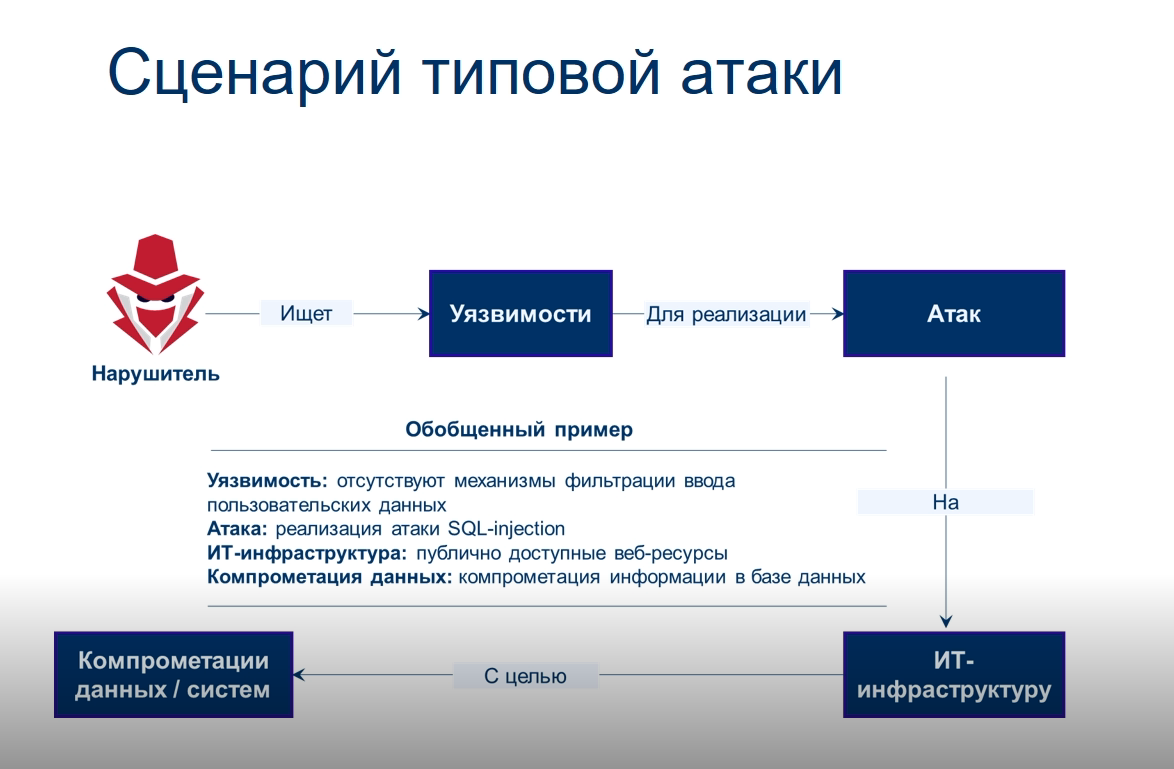 Сценарий типовой атаки
Ищет
Уязвимости
Для реализации
Атак
Нарушитель
Обобщенный пример
Уязвимость: отсутствуют механизмы фильтрации ввода
пользовательских данных
Атака: реализация атаки SQL-injection
ИТ-инфраструктура: публично доступные веб-ресурсы
Компрометация данных: компрометация информации в базе данных
На
ИТ-
инфраструктуру
С целью
Компрометации
данных / систем